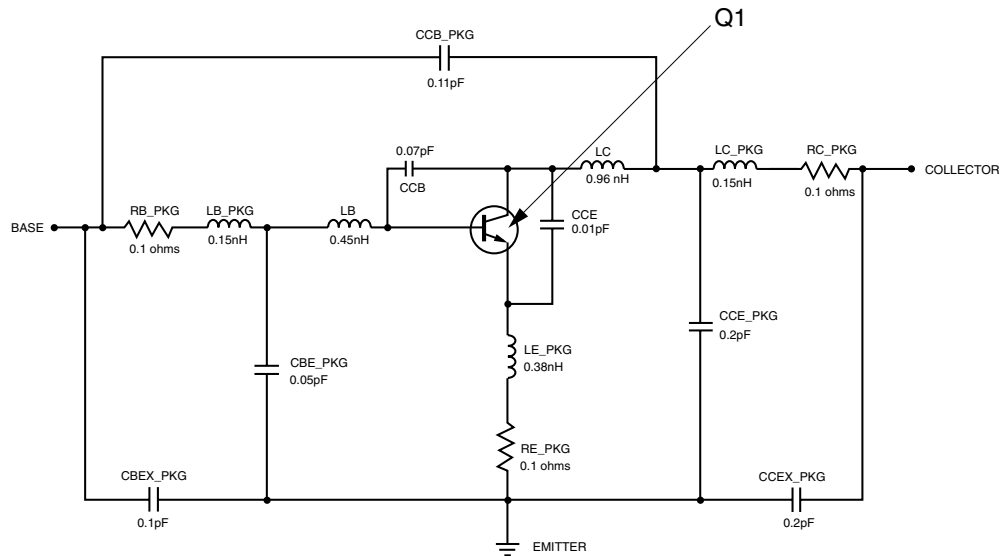 Q1
CCB_PKG
0.11pF
0.07pF
CCB
LC
0.96 nH
LC_PKG
0.15nH
RC_PKG
0.1 ohms
COLLECTOR
BASE
RB_PKG
0.1 ohms
LB_PKG
0.15nH
LB
0.45nH
CCE
0.01pF
CCE_PKG
0.2pF
LE_PKG
0.38nH
CBE_PKG
0.05pF
RE_PKG
0.1 ohms
CBEX_PKG
0.1pF
CCEX_PKG
0.2pF
EMITTER